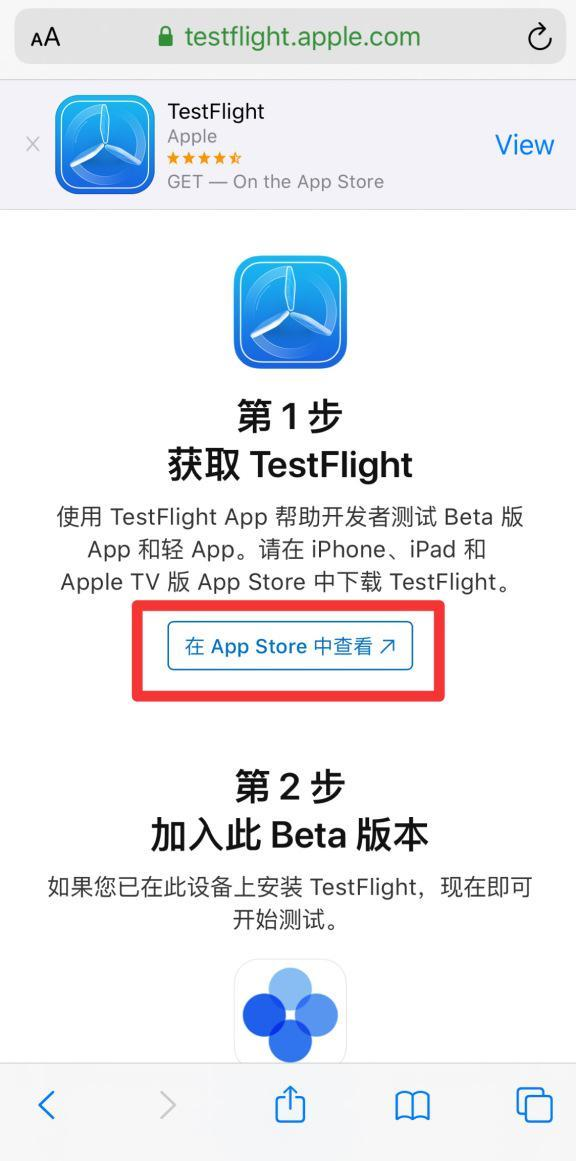 AA
testflight.apple.com
TestFlight
Apple
GET — On the App Store
View
第 1 步
获取 TestFlight
使用 TestFlight App 帮助开发者测试 Beta 版
App 和轻 App。请在 iPhone、iPad 和
Apple TV 版 App Store 中下载 TestFlight。
在 App Store 中查看 ↗
第 2 步
加入此 Beta 版本
如果您已在此设备上安装 TestFlight，现在即可
开始测试。